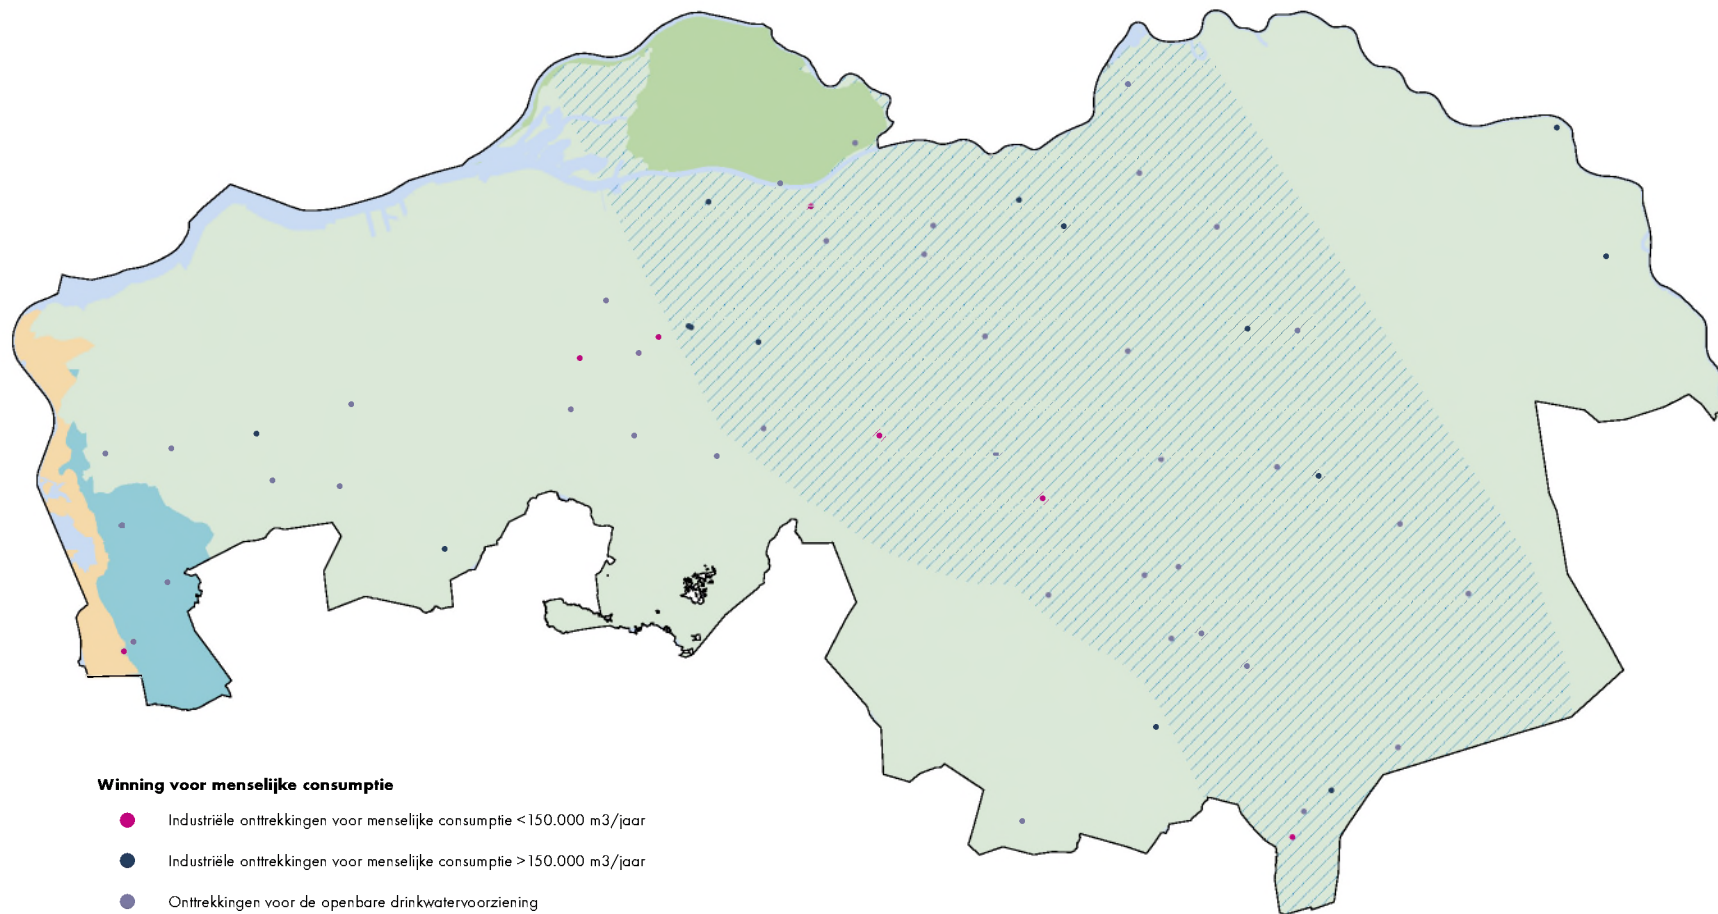 Winning voor menselijke consumptie
Industriële onttrekkingen voor menselijke consumptie <150.000 m3/jaar
Industriële onttrekkingen voor menselijke consumptie >150.000 m3/jaar
Onttrekkingen voor de openbare drinkwatervoorziening